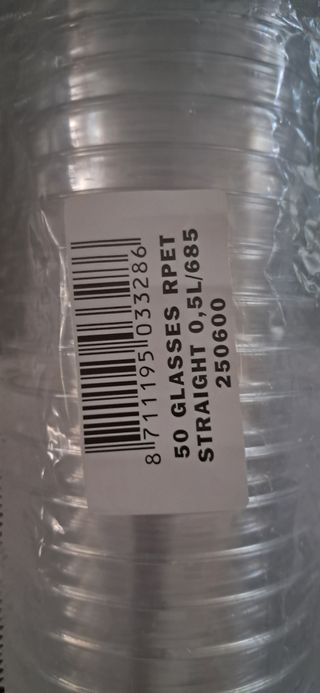 8 711195 033286
50 GLASSES RPET
STRAIGHT 0,5L/685
250600